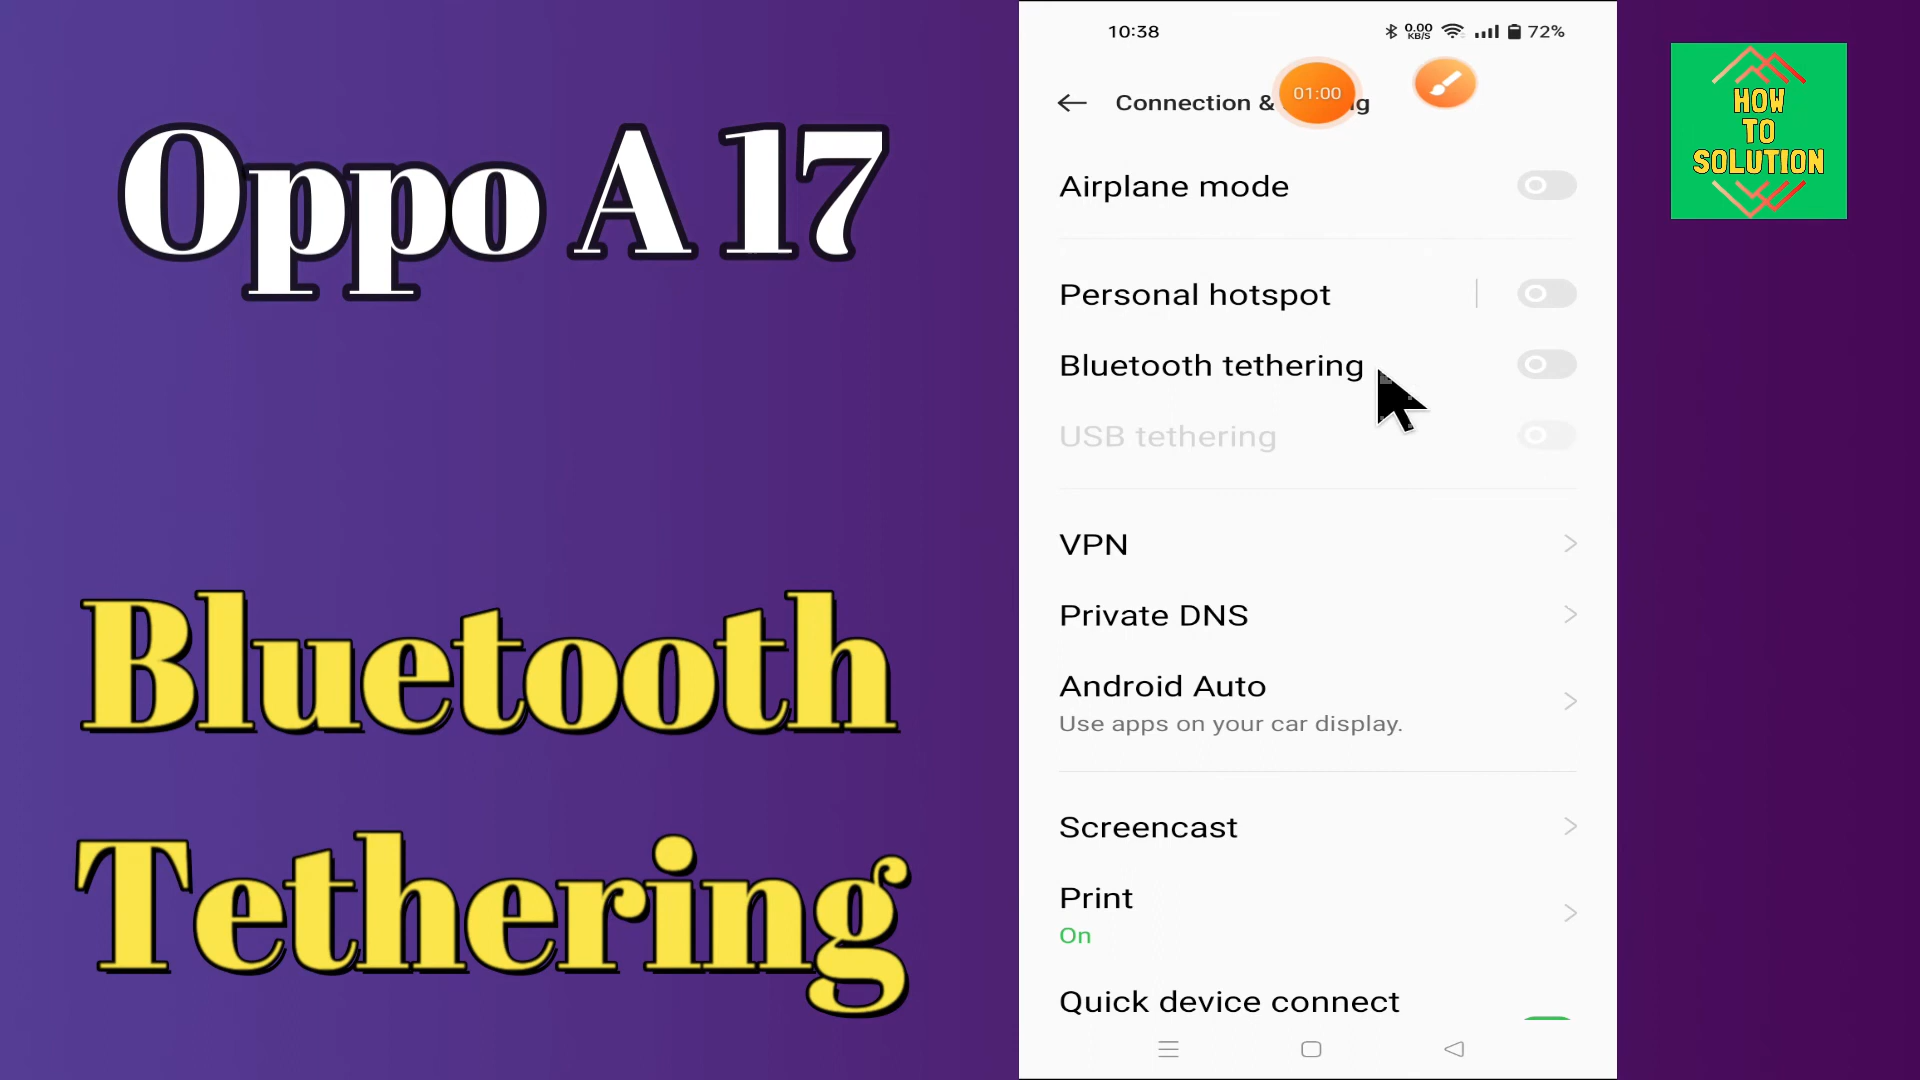 Oppo A 17
Bluetooth
Tethering
10:38
0.00
KB/S
72%
Connection &
01:00
g
Airplane mode
Personal hotspot
Bluetooth tethering
USB tethering
VPN
Private DNS
Android Auto
Use apps on your car display.
Screencast
Print
On
Quick device connect
HOW
TO
SOLUTION